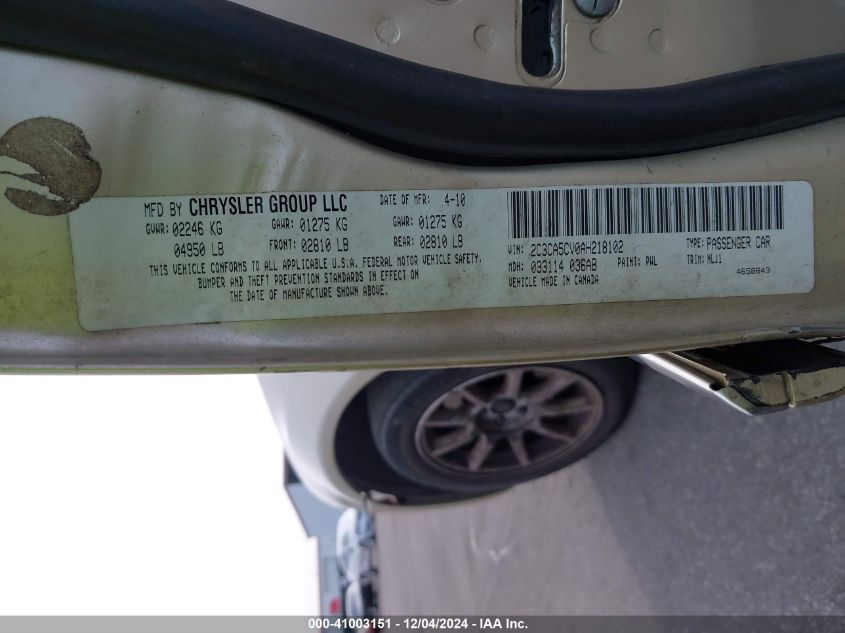 MFD BY CHRYSLER GROUP LLC DATE OF MFR: 4-10
GVWR: 02246 KG GAWR: 01275 KG GAWR: 01275 KG
04950 LB FRONT: 02810 LB REAR: 02810 LB
THIS VEHICLE CONFORMS TO ALL APPLICABLE U.S.A. FEDERAL MOTOR VEHICLE SAFETY,
BUMPER AND THEFT PREVENTION STANDARDS IN EFFECT ON
THE DATE OF MANUFACTURE SHOWN ABOVE.
VIN: 2C3CA5CV0AH218102 TYPE: PASSENGER CAR
MDH: 033114 036AB PAINT: PWL TRIM: NLJ1
VEHICLE MADE IN CANADA 4658843
000-41003151 - 12/04/2024 - IAA Inc.